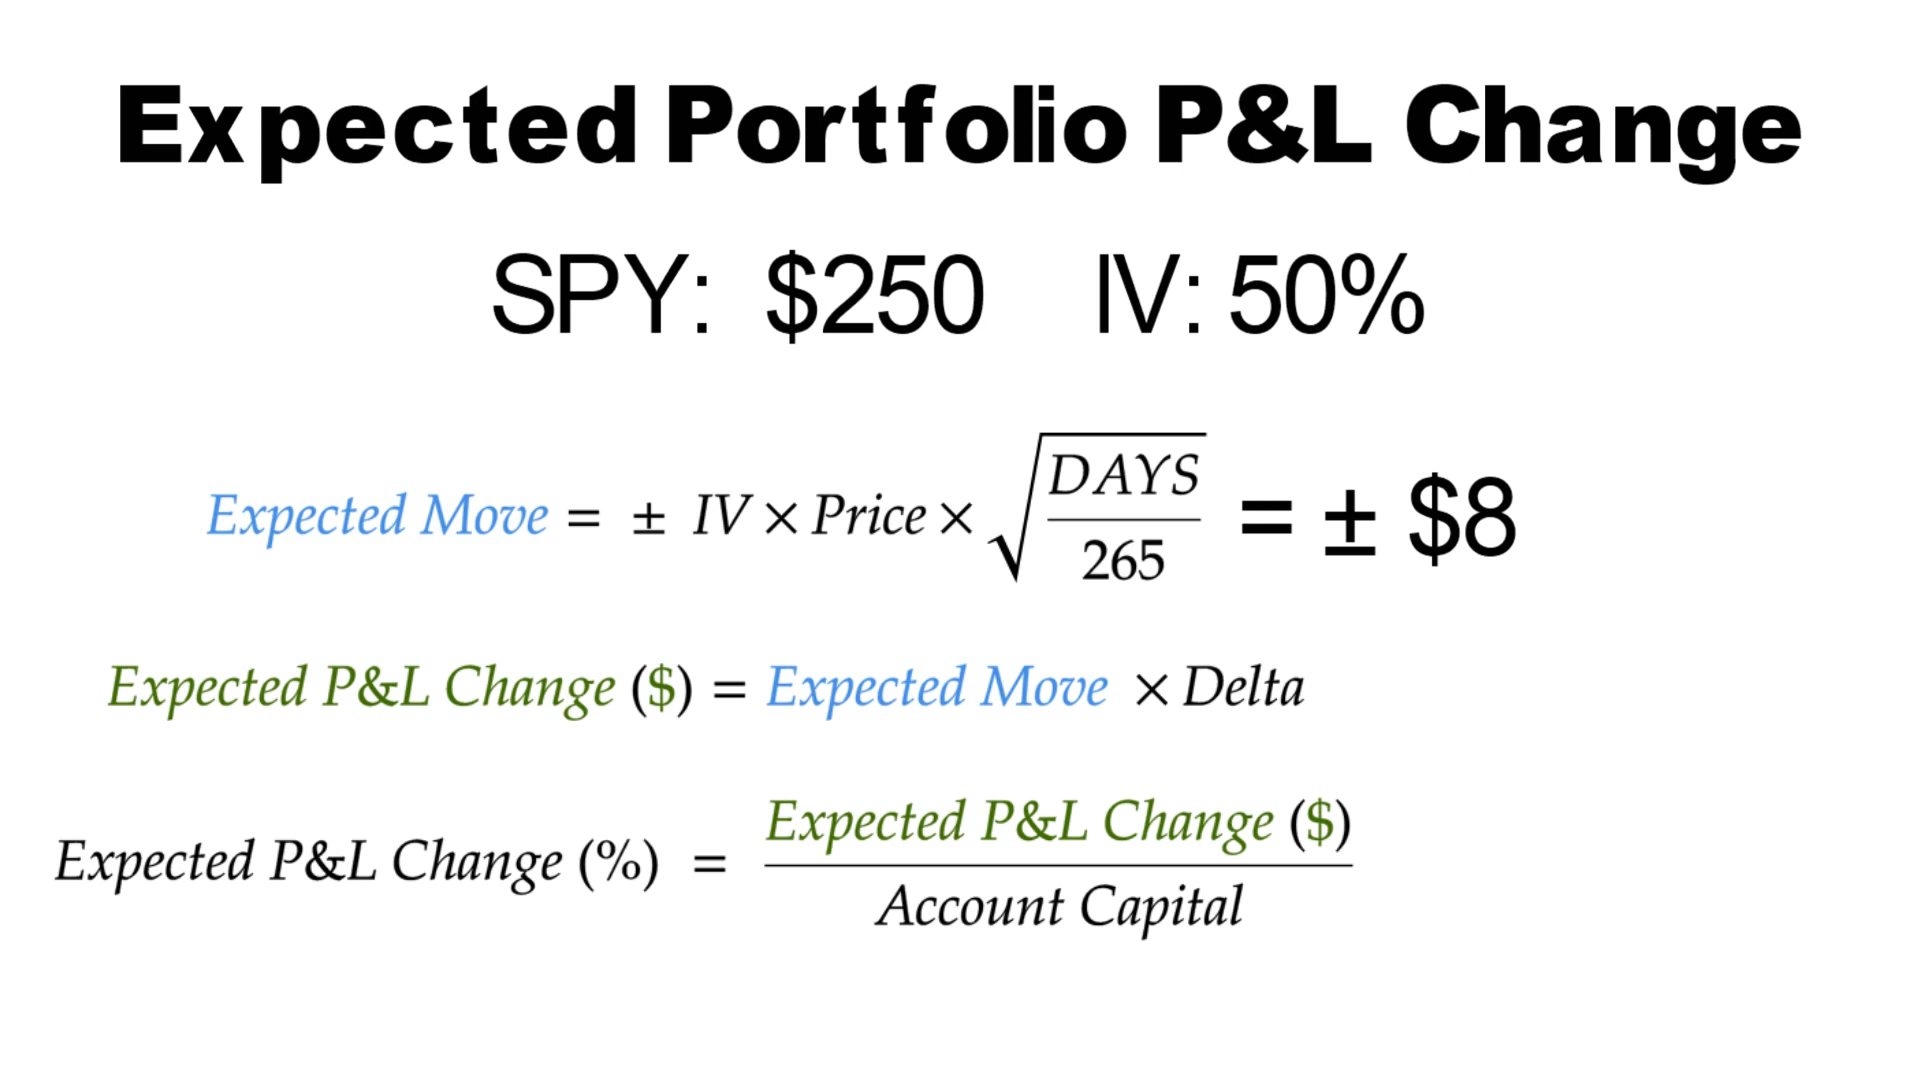 Expected Portfolio P&L Change
SPY: $250 IV: 50%
Expected Move = ± IV × Price × √(DAYS / 265) = ± $8
Expected P&L Change ($) = Expected Move × Delta
Expected P&L Change (%) = Expected P&L Change ($) / Account Capital